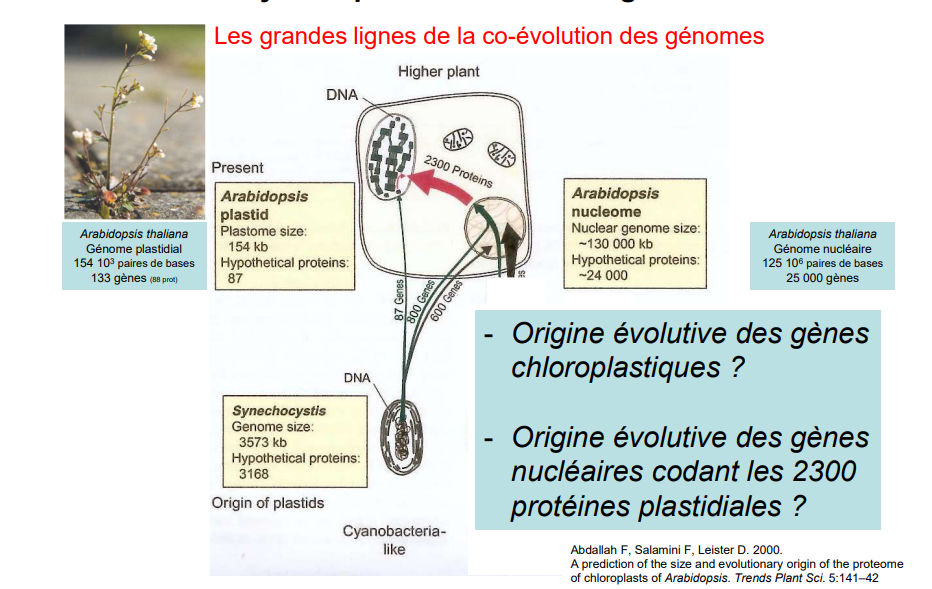 Les grandes lignes de la co-évolution des génomes
Higher plant
DNA
2300 Proteins
Present
Arabidopsis
plastid
Plastome size:
154 kb
Hypothetical proteins:
87
Arabidopsis
nucleome
Nuclear genome size:
~130 000 kb
Hypothetical proteins:
~24 000
Arabidopsis thaliana
Génome plastidial
154 10³ paires de bases
133 gènes (88 prot)
Arabidopsis thaliana
Génome nucléaire
125 10⁶ paires de bases
25 000 gènes
87 Genes
800 Genes
600 Genes
es
- Origine évolutive des gènes
chloroplastiques ?
- Origine évolutive des gènes
nucléaires codant les 2300
protéines plastidiales ?
DNA
Synechocystis
Genome size:
3573 kb
Hypothetical proteins:
3168
Origin of plastids
Cyanobacteria-
like
Abdallah F, Salamini F, Leister D. 2000.
A prediction of the size and evolutionary origin of the proteome
of chloroplasts of Arabidopsis. Trends Plant Sci. 5:141–42